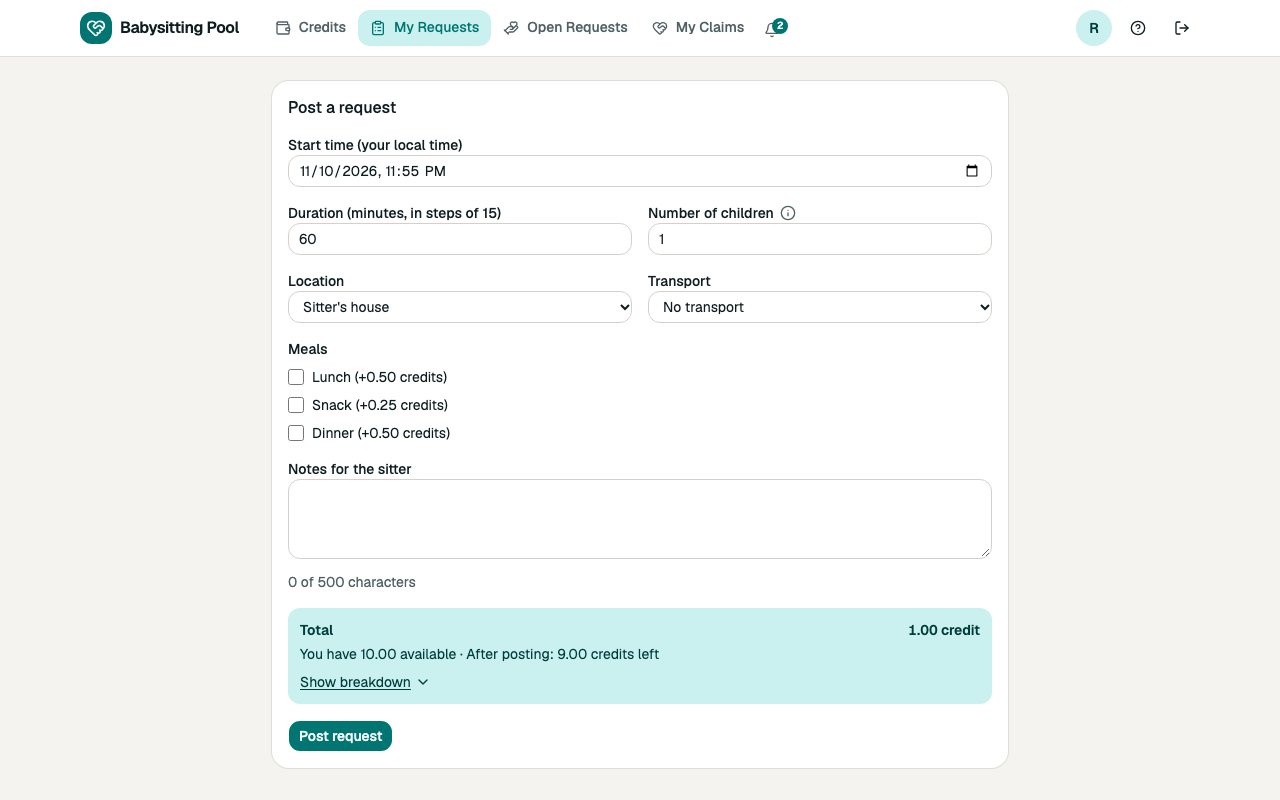 Babysitting Pool
Credits
My Requests
Open Requests
My Claims
2
R
Post a request
Start time (your local time)
11/10/2026, 11:55 PM
Duration (minutes, in steps of 15)
Number of children
60
1
Location
Transport
Sitter's house
No transport
Meals
Lunch (+0.50 credits)
Snack (+0.25 credits)
Dinner (+0.50 credits)
Notes for the sitter
0 of 500 characters
Total
1.00 credit
You have 10.00 available · After posting: 9.00 credits left
Show breakdown
Post request